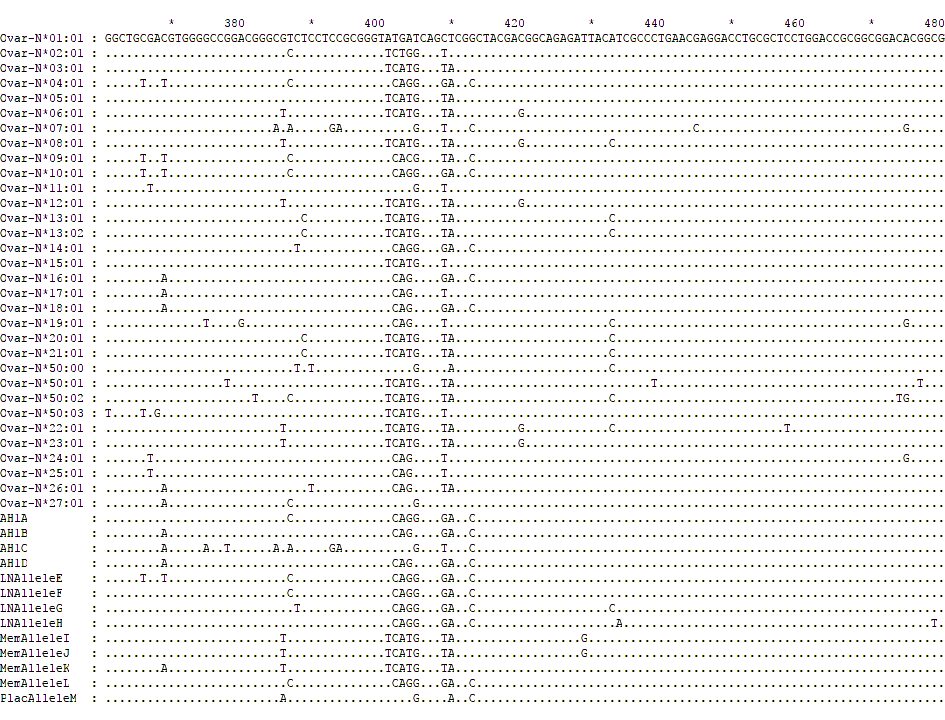 * 380 * 400 * 420 * 440 * 460 * 480
Ovar-N*01:01 : GGCTGCGACGTGGGGCCGGACGGGCGTCTCCTCCGCGGGTATGATCAGCTCGGCTACGACGGCAGAGATTACATCGCCCTGAACGAGGACCTGCGCTCCTGGACCGCGGCGGACACGGCG
Ovar-N*02:01 : ..........................C.............TCTGG...T.......................................................................
Ovar-N*03:01 : ........................................TCATG...TA......................................................................
Ovar-N*04:01 : .....T..T.................C..............CAGG...GA..C...................................................................
Ovar-N*05:01 : ........................................TCATG...TA......................................................................
Ovar-N*06:01 : .........................T..............TCATG...TA.........G............................................................
Ovar-N*07:01 : ........................A.A.....GA..........G...T...C...............................C.............................G.....
Ovar-N*08:01 : .........................T..............TCATG...TA.........G............C...............................................
Ovar-N*09:01 : .....T..T.................C..............CACG...TA..C...................................................................
Ovar-N*10:01 : .....T..T.................C..............CAGG...GA..C...................................................................
Ovar-N*11:01 : ......T.....................................G...T.......................................................................
Ovar-N*12:01 : .........................T..............TCATG...TA.........G............................................................
Ovar-N*13:01 : ............................C...........TCATG...TA......................C...............................................
Ovar-N*13:02 : ............................C...........TCATG...TA......................C...............................................
Ovar-N*14:01 : ...........................T.............CAGG...GA..C...................................................................
Ovar-N*15:01 : ........................................TCATG...T.......................................................................
Ovar-N*16:01 : ........A................................CAG....GA..C...................................................................
Ovar-N*17:01 : ........A................................CAG....T.......................................................................
Ovar-N*18:01 : ........A................................CAG....GA..C...................................................................
Ovar-N*19:01 : ..............T....G.....................CAG....T.......................C.........................................G.....
Ovar-N*20:01 : ............................C...........TCATG...TA......................C...............................................
Ovar-N*21:01 : ............................C...........TCATG...TA......................C...............................................
Ovar-N*50:00 : ...........................T.T..............G....A......................C...............................................
Ovar-N*50:01 : .................T......................TCATG...TA............................T.....................................T...
Ovar-N*50:02 : .....................T....C.............TCATG...TA......................C........................................TG.....
Ovar-N*50:03 : T....T.G................................TCATG...T.......................................................................
Ovar-N*22:01 : .........................T..............TCATG...TA.........G............C........................T......................
Ovar-N*23:01 : .........................T..............TCATG...TA.........G............................................................
Ovar-N*24:01 : ......T..................................CAG....T.................................................................G.....
Ovar-N*25:01 : ......T..................................CAG....T.......................................................................
Ovar-N*26:01 : ........A....................T...........CAG....TA......................................................................
Ovar-N*27:01 : ........A.................C.................G...........................................................................
AH1A : ..........................C..............CAGG...GA..C...................................................................
AH1B : ........A................................CAG....GA..C...................................................................
AH1C : ........A.....A..T......A.A.....GA..........G...T...C...................................................................
AH1D : ........A................................CAG....GA..C...................................................................
LNAlleleE : .....T..T.................C..............CAGG...GA..C...................................................................
LNAlleleF : ..........................C..............CAGG...GA..C...................................................................
LNAlleleG : ...........................T.............CAGG...GA..C...................C...............................................
LNAlleleH : .........................................CAGG...GA..C....................A............................................T.
MemAlleleI : .........................T..............TCATG...TA..................G...................................................
MemAlleleJ : .........................T..............TCATG...TA..................G...................................................
MemAlleleK : ........A................T..............TCATG...TA......................................................................
MemAlleleL : ..........................C..............CAGG...GA..C...................................................................
PlacAlleleM : .........................A..................G....A..C...................................................................